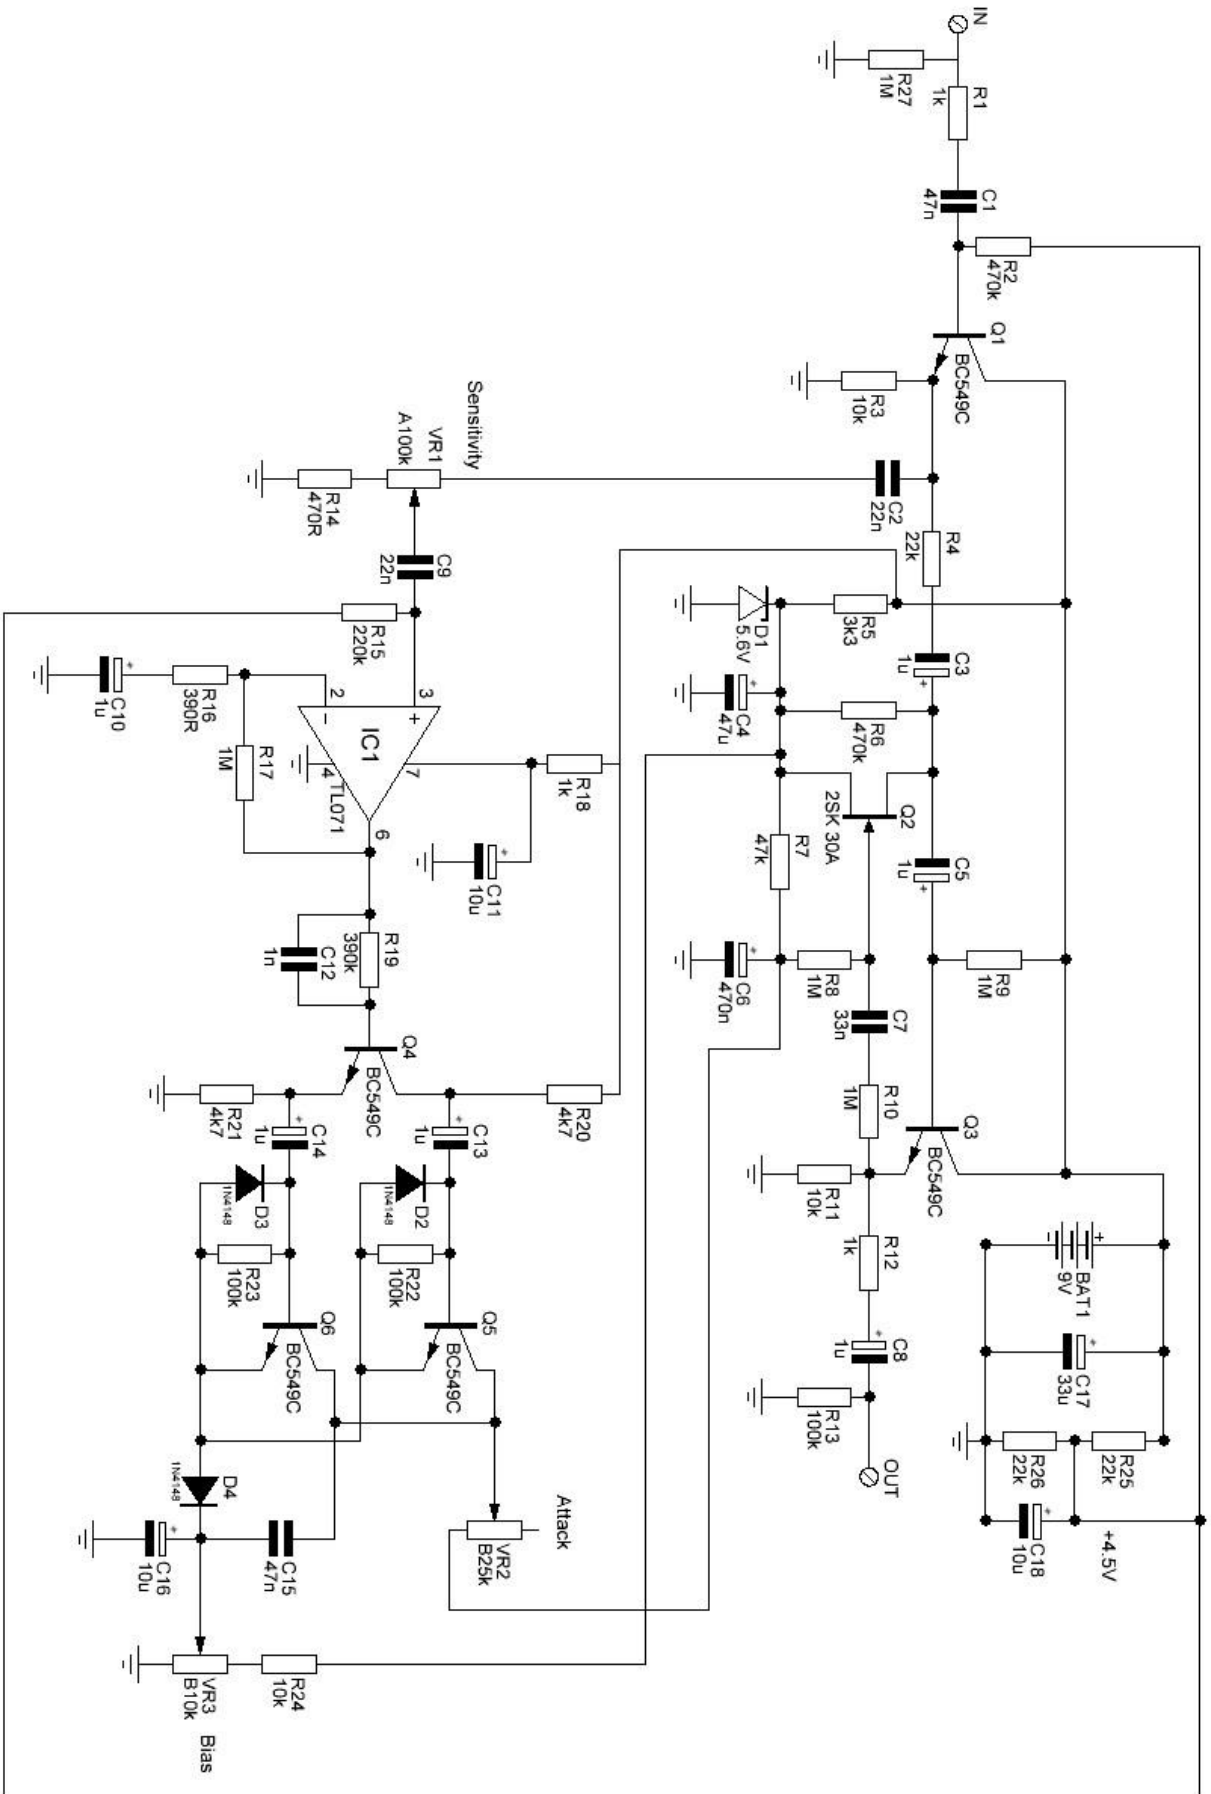 IN
R27
1M
R1
1k
C1
47n
R2
470k
Q1
BC549C
R3
10k
C2
22n
R4
22k
Sensitivity
VR1
A100k
R14
470R
C9
22n
R15
220k
R5
3k3
D1
5.6V
C3
1u
+
C4
47u
+
R6
470k
Q2
2SK 30A
C5
1u
+
R7
47k
C6
470n
+
R8
1M
R9
1M
C7
33n
R10
1M
Q3
BC549C
R11
10k
R12
1k
C8
1u
+
R13
100k
OUT
+
-
BAT1
9V
C17
33u
+
R25
22k
R26
22k
C18
10u
+
+4.5V
3
+
2
-
IC1
TL071
4
7
6
R16
390R
C10
1u
+
R17
1M
R18
1k
C11
10u
+
R19
390k
C12
1n
Q4
BC549C
R20
4k7
R21
4k7
C13
1u
+
C14
1u
+
D2
1N4148
D3
1N4148
R22
100k
R23
100k
Q5
BC549C
Q6
BC549C
D4
1N4148
C15
47n
C16
10u
+
Attack
VR2
B25k
R24
10k
VR3
B10k
Bias